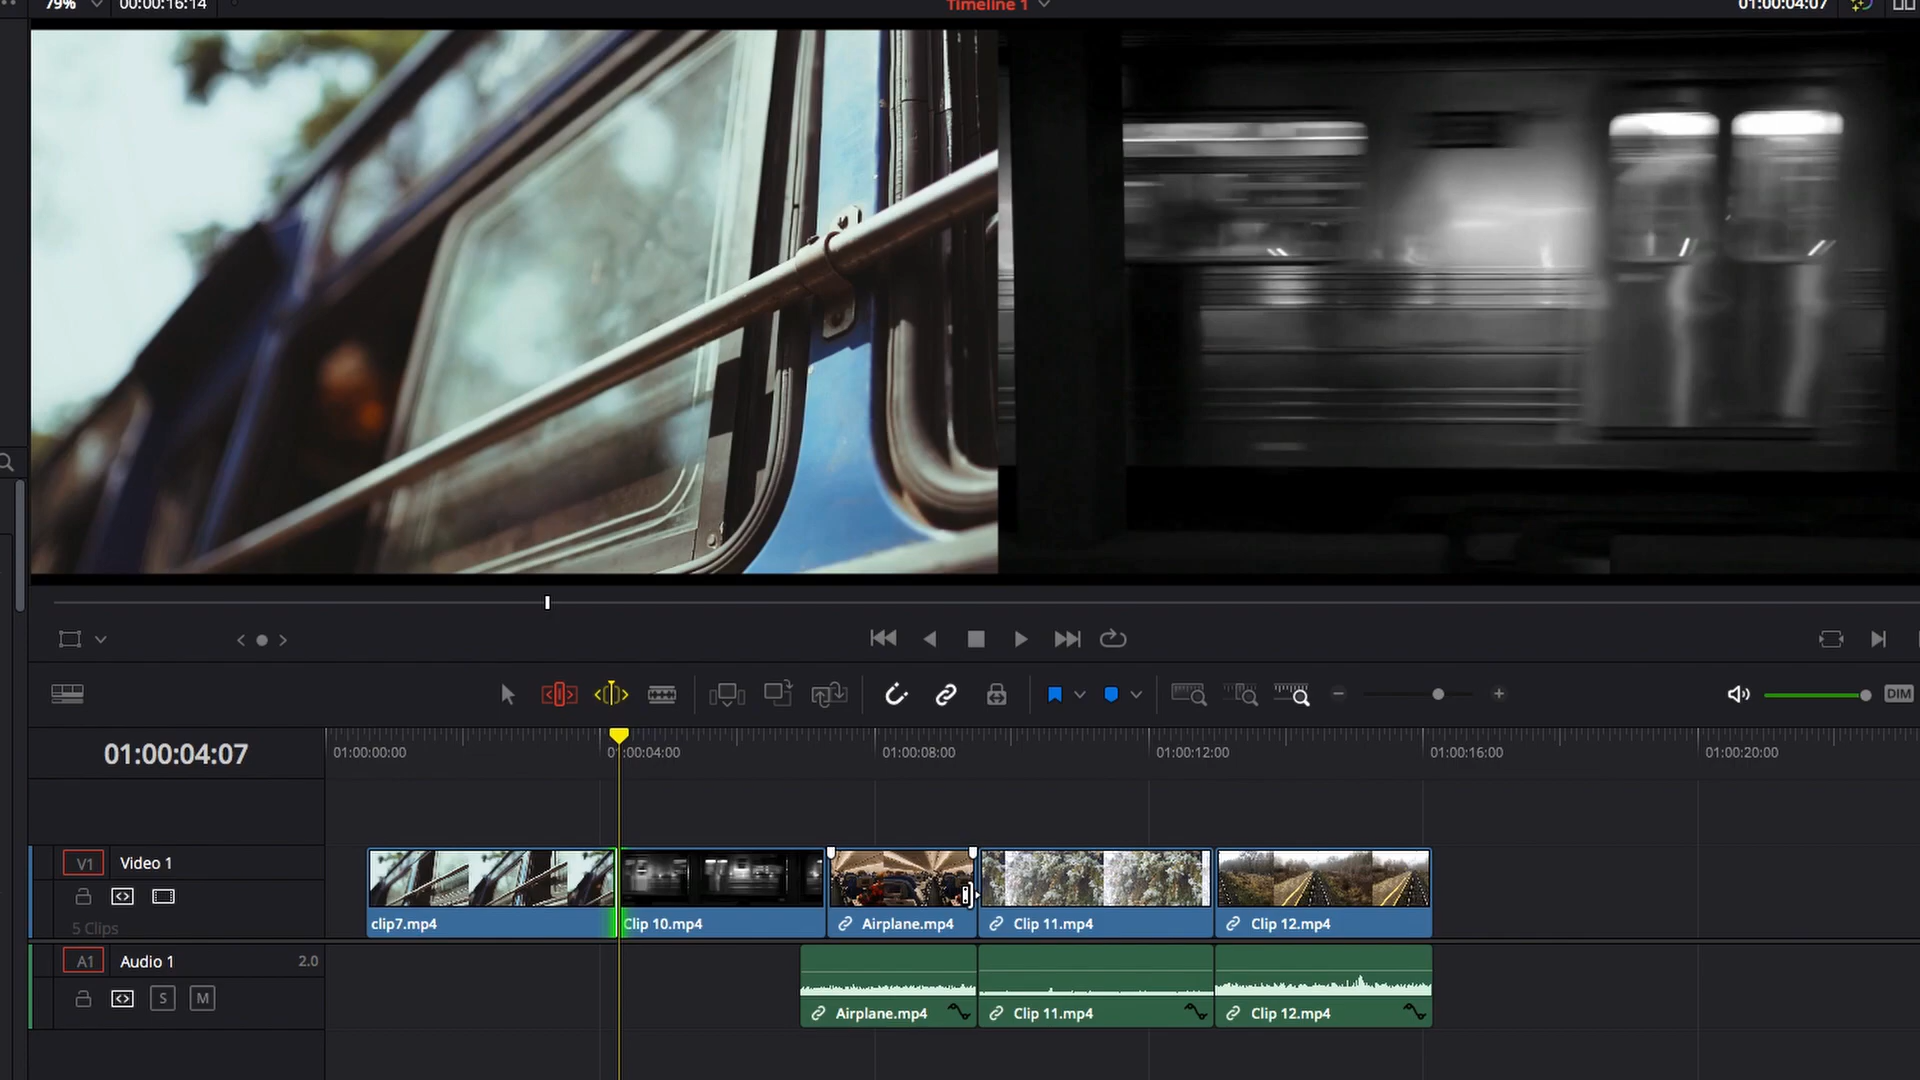 79% 00:00:16:14 Timeline 1 01:00:04:07
DIM
01:00:04:07
01:00:00:00 01:00:04:00 01:00:08:00 01:00:12:00 01:00:16:00 01:00:20:00
V1 Video 1
5 Clips
clip7.mp4 Clip 10.mp4 Airplane.mp4 Clip 11.mp4 Clip 12.mp4
A1 Audio 1 2.0
S M
Airplane.mp4 Clip 11.mp4 Clip 12.mp4